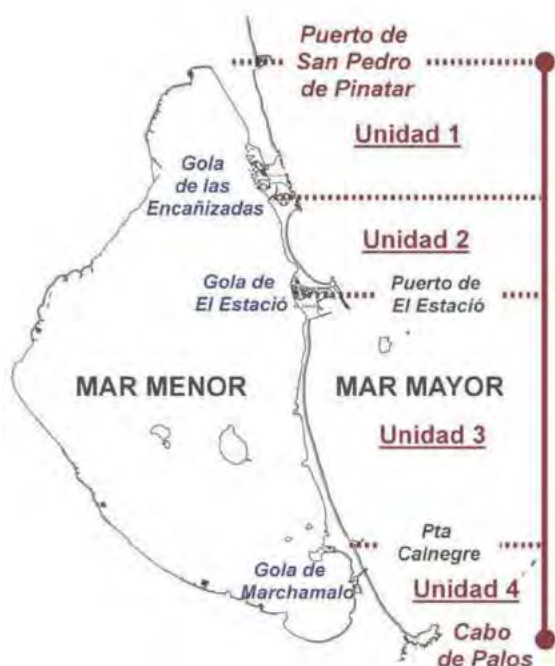 Puerto de
San Pedro
de Pinatar
Unidad 1
Gola
de las
Encañizadas
Unidad 2
Gola de
El Estació
Puerto de
El Estació
MAR MENOR
MAR MAYOR
Unidad 3
Pta
Calnegre
Gola de
Marchamalo
Unidad 4
Cabo
de Palos